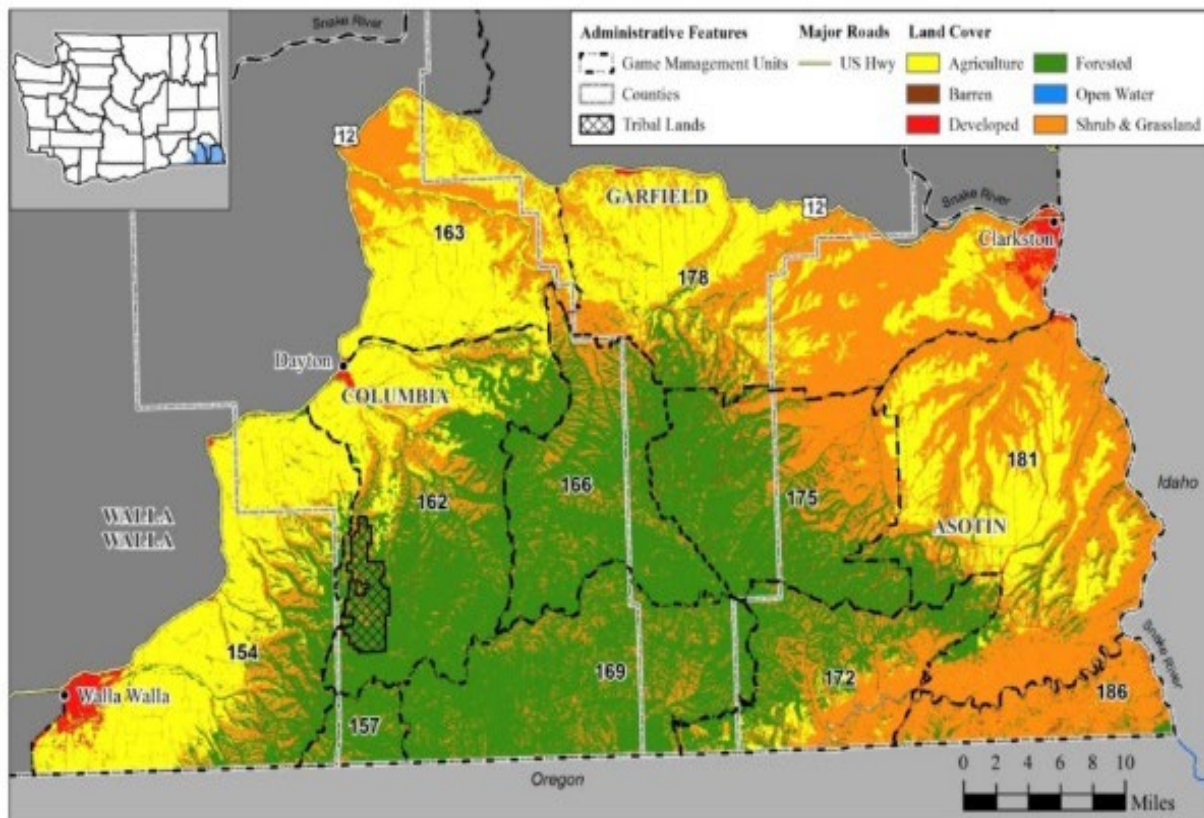 Snake River
Administrative Features
Game Management Units
Counties
Tribal Lands
Major Roads
US Hwy
Land Cover
Agriculture
Barren
Developed
Forested
Open Water
Shrub & Grassland
12
GARFIELD
12
Snake River
Clarkston
163
178
Dayton
COLUMBIA
181
166
162
175
Idaho
WALLA
WALLA
ASOTIN
154
Walla Walla
169
172
186
Snake River
157
Oregon
0 2 4 6 8 10
Miles